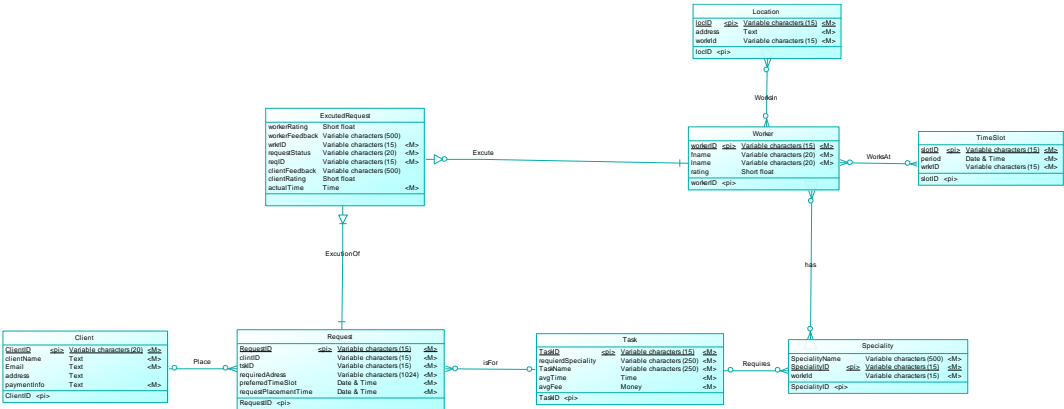 Location
locID <pi> Variable characters (15) <M>
address Text <M>
workId Variable characters (15) <M>
locID <pi>
WorksIn
ExcutedRequest
workerRating Short float
workerFeedback Variable characters (500)
wrkrID Variable characters (15) <M>
requestStatus Variable characters (20) <M>
reqID Variable characters (15) <M>
clientFeedback Variable characters (500)
clientRating Short float
actualTime Time <M>
Excute
Worker
workerID <pi> Variable characters (15) <M>
fname Variable characters (20) <M>
lname Variable characters (20) <M>
rating Short float
workerID <pi>
WorksAt
TimeSlot
slotID <pi> Variable characters (15) <M>
period Date & Time <M>
wrkrID Variable characters (15) <M>
slotID <pi>
ExcutionOf
has
Client
ClientID <pi> Variable characters (20) <M>
clientName Text <M>
Email Text <M>
address Text
paymentInfo Text <M>
ClientID <pi>
Place
Request
RequestID <pi> Variable characters (15) <M>
clintID Variable characters (15) <M>
tskID Variable characters (15) <M>
requiredAdress Variable characters (1024) <M>
preferredTimeSlot Date & Time <M>
requestPlacementTime Date & Time <M>
RequestID <pi>
isFor
Task
TaskID <pi> Variable characters (15) <M>
requierdSpeciality Variable characters (250) <M>
TaskName Variable characters (250) <M>
avgTime Time <M>
avgFee Money <M>
TaskID <pi>
Requires
Speciality
SpecialityName Variable characters (500) <M>
SpecialityID <pi> Variable characters (15) <M>
workId Variable characters (15) <M>
SpecialityID <pi>